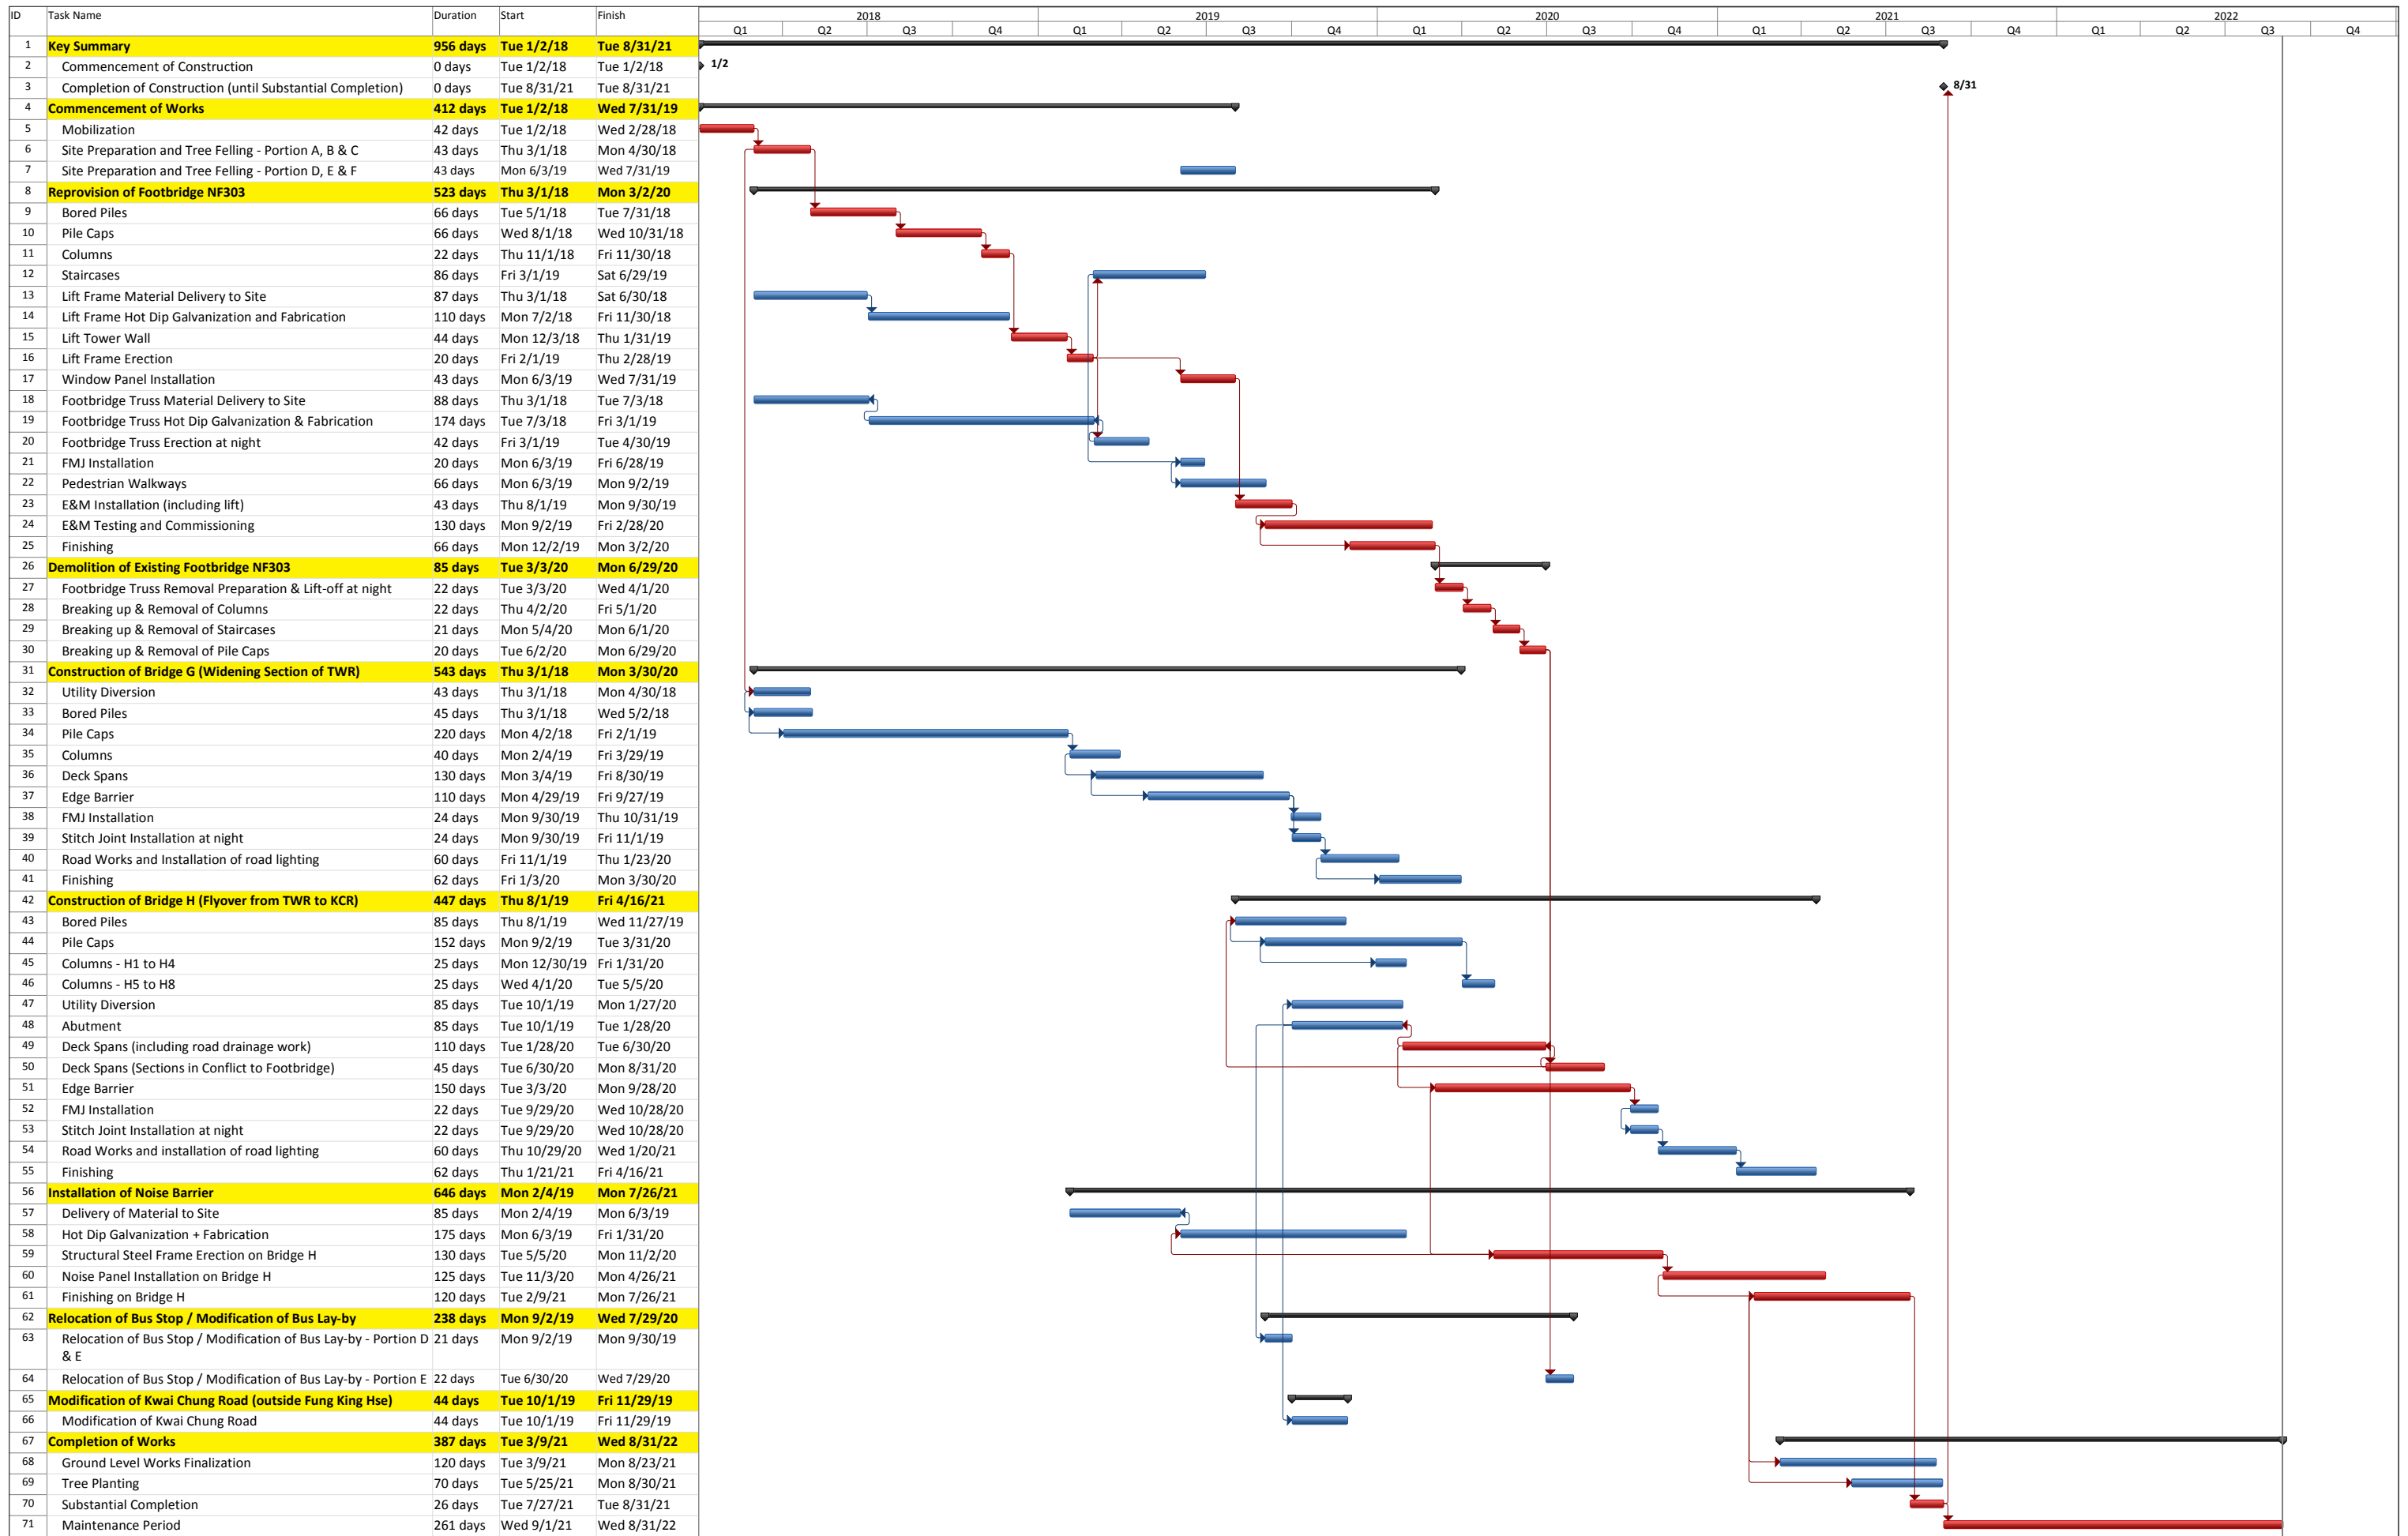 ID Task Name Duration Start Finish 2018 2019 2020 2021 2022
Q1 Q2 Q3 Q4 Q1 Q2 Q3 Q4 Q1 Q2 Q3 Q4 Q1 Q2 Q3 Q4 Q1 Q2 Q3 Q4
1 Key Summary 956 days Tue 1/2/18 Tue 8/31/21
2 Commencement of Construction 0 days Tue 1/2/18 Tue 1/2/18 1/2
3 Completion of Construction (until Substantial Completion) 0 days Tue 8/31/21 Tue 8/31/21 8/31
4 Commencement of Works 412 days Tue 1/2/18 Wed 7/31/19
5 Mobilization 42 days Tue 1/2/18 Wed 2/28/18
6 Site Preparation and Tree Felling - Portion A, B & C 43 days Thu 3/1/18 Mon 4/30/18
7 Site Preparation and Tree Felling - Portion D, E & F 43 days Mon 6/3/19 Wed 7/31/19
8 Reprovision of Footbridge NF303 523 days Thu 3/1/18 Mon 3/2/20
9 Bored Piles 66 days Tue 5/1/18 Tue 7/31/18
10 Pile Caps 66 days Wed 8/1/18 Wed 10/31/18
11 Columns 22 days Thu 11/1/18 Fri 11/30/18
12 Staircases 86 days Fri 3/1/19 Sat 6/29/19
13 Lift Frame Material Delivery to Site 87 days Thu 3/1/18 Sat 6/30/18
14 Lift Frame Hot Dip Galvanization and Fabrication 110 days Mon 7/2/18 Fri 11/30/18
15 Lift Tower Wall 44 days Mon 12/3/18 Thu 1/31/19
16 Lift Frame Erection 20 days Fri 2/1/19 Thu 2/28/19
17 Window Panel Installation 43 days Mon 6/3/19 Wed 7/31/19
18 Footbridge Truss Material Delivery to Site 88 days Thu 3/1/18 Tue 7/3/18
19 Footbridge Truss Hot Dip Galvanization & Fabrication 174 days Tue 7/3/18 Fri 3/1/19
20 Footbridge Truss Erection at night 42 days Fri 3/1/19 Tue 4/30/19
21 FMJ Installation 20 days Mon 6/3/19 Fri 6/28/19
22 Pedestrian Walkways 66 days Mon 6/3/19 Mon 9/2/19
23 E&M Installation (including lift) 43 days Thu 8/1/19 Mon 9/30/19
24 E&M Testing and Commissioning 130 days Mon 9/2/19 Fri 2/28/20
25 Finishing 66 days Mon 12/2/19 Mon 3/2/20
26 Demolition of Existing Footbridge NF303 85 days Tue 3/3/20 Mon 6/29/20
27 Footbridge Truss Removal Preparation & Lift-off at night 22 days Tue 3/3/20 Wed 4/1/20
28 Breaking up & Removal of Columns 22 days Thu 4/2/20 Fri 5/1/20
29 Breaking up & Removal of Staircases 21 days Mon 5/4/20 Mon 6/1/20
30 Breaking up & Removal of Pile Caps 20 days Tue 6/2/20 Mon 6/29/20
31 Construction of Bridge G (Widening Section of TWR) 543 days Thu 3/1/18 Mon 3/30/20
32 Utility Diversion 43 days Thu 3/1/18 Mon 4/30/18
33 Bored Piles 45 days Thu 3/1/18 Wed 5/2/18
34 Pile Caps 220 days Mon 4/2/18 Fri 2/1/19
35 Columns 40 days Mon 2/4/19 Fri 3/29/19
36 Deck Spans 130 days Mon 3/4/19 Fri 8/30/19
37 Edge Barrier 110 days Mon 4/29/19 Fri 9/27/19
38 FMJ Installation 24 days Mon 9/30/19 Thu 10/31/19
39 Stitch Joint Installation at night 24 days Mon 9/30/19 Fri 11/1/19
40 Road Works and Installation of road lighting 60 days Fri 11/1/19 Thu 1/23/20
41 Finishing 62 days Fri 1/3/20 Mon 3/30/20
42 Construction of Bridge H (Flyover from TWR to KCR) 447 days Thu 8/1/19 Fri 4/16/21
43 Bored Piles 85 days Thu 8/1/19 Wed 11/27/19
44 Pile Caps 152 days Mon 9/2/19 Tue 3/31/20
45 Columns - H1 to H4 25 days Mon 12/30/19 Fri 1/31/20
46 Columns - H5 to H8 25 days Wed 4/1/20 Tue 5/5/20
47 Utility Diversion 85 days Tue 10/1/19 Mon 1/27/20
48 Abutment 85 days Tue 10/1/19 Tue 1/28/20
49 Deck Spans (including road drainage work) 110 days Tue 1/28/20 Tue 6/30/20
50 Deck Spans (Sections in Conflict to Footbridge) 45 days Tue 6/30/20 Mon 8/31/20
51 Edge Barrier 150 days Tue 3/3/20 Mon 9/28/20
52 FMJ Installation 22 days Tue 9/29/20 Wed 10/28/20
53 Stitch Joint Installation at night 22 days Tue 9/29/20 Wed 10/28/20
54 Road Works and installation of road lighting 60 days Thu 10/29/20 Wed 1/20/21
55 Finishing 62 days Thu 1/21/21 Fri 4/16/21
56 Installation of Noise Barrier 646 days Mon 2/4/19 Mon 7/26/21
57 Delivery of Material to Site 85 days Mon 2/4/19 Mon 6/3/19
58 Hot Dip Galvanization + Fabrication 175 days Mon 6/3/19 Fri 1/31/20
59 Structural Steel Frame Erection on Bridge H 130 days Tue 5/5/20 Mon 11/2/20
60 Noise Panel Installation on Bridge H 125 days Tue 11/3/20 Mon 4/26/21
61 Finishing on Bridge H 120 days Tue 2/9/21 Mon 7/26/21
62 Relocation of Bus Stop / Modification of Bus Lay-by 238 days Mon 9/2/19 Wed 7/29/20
63 Relocation of Bus Stop / Modification of Bus Lay-by - Portion D 21 days Mon 9/2/19 Mon 9/30/19
& E
64 Relocation of Bus Stop / Modification of Bus Lay-by - Portion E 22 days Tue 6/30/20 Wed 7/29/20
65 Modification of Kwai Chung Road (outside Fung King Hse) 44 days Tue 10/1/19 Fri 11/29/19
66 Modification of Kwai Chung Road 44 days Tue 10/1/19 Fri 11/29/19
67 Completion of Works 387 days Tue 3/9/21 Wed 8/31/22
68 Ground Level Works Finalization 120 days Tue 3/9/21 Mon 8/23/21
69 Tree Planting 70 days Tue 5/25/21 Mon 8/30/21
70 Substantial Completion 26 days Tue 7/27/21 Tue 8/31/21
71 Maintenance Period 261 days Wed 9/1/21 Wed 8/31/22